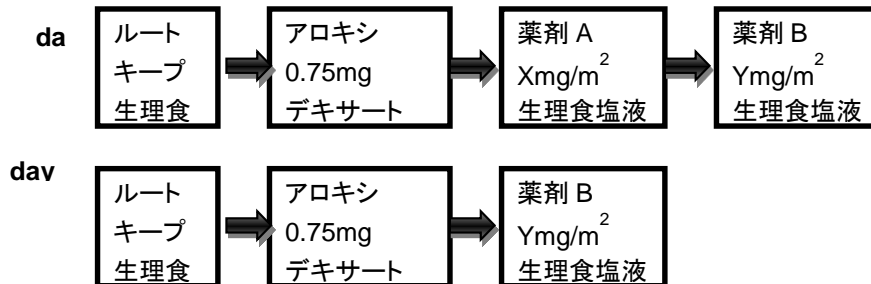 da
ルート
キープ
生理食
アロキシ
0.75mg
デキサート
薬剤 A
Xmg/m²
生理食塩液
薬剤 B
Ymg/m²
生理食塩液
day
ルート
キープ
生理食
アロキシ
0.75mg
デキサート
薬剤 B
Ymg/m²
生理食塩液